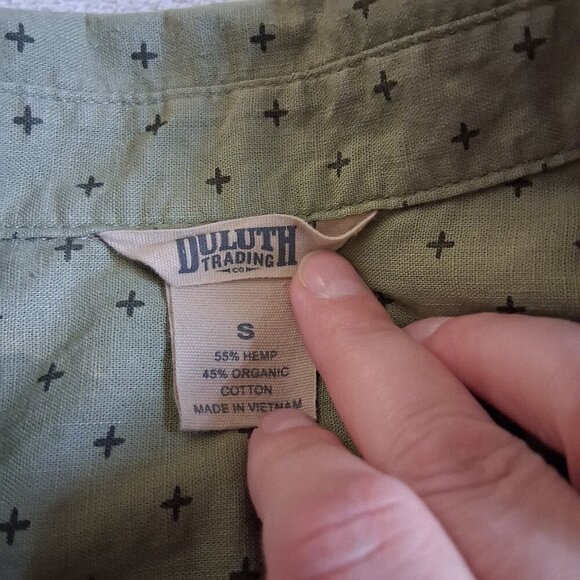 DULUTH
TRADING
CO
S
55% HEMP
45% ORGANIC
COTTON
MADE IN VIETNAM